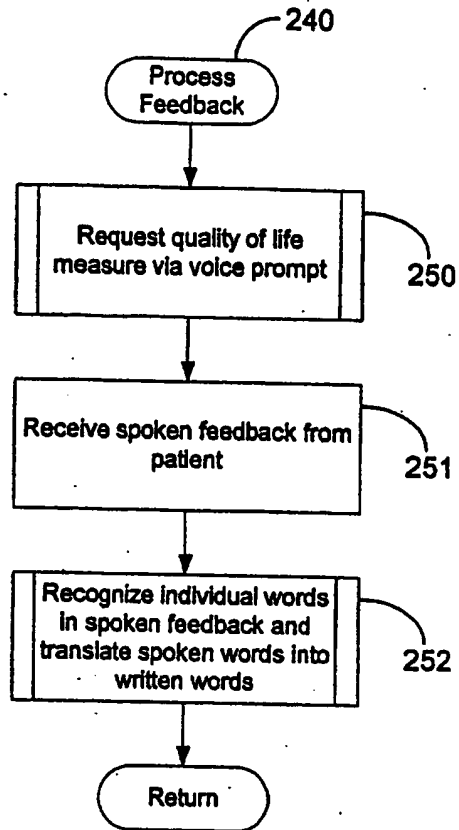 240
Process
Feedback
Request quality of life
measure via voice prompt
250
Receive spoken feedback from
patient
251
Recognize individual words
in spoken feedback and
translate spoken words into
written words
252
Return